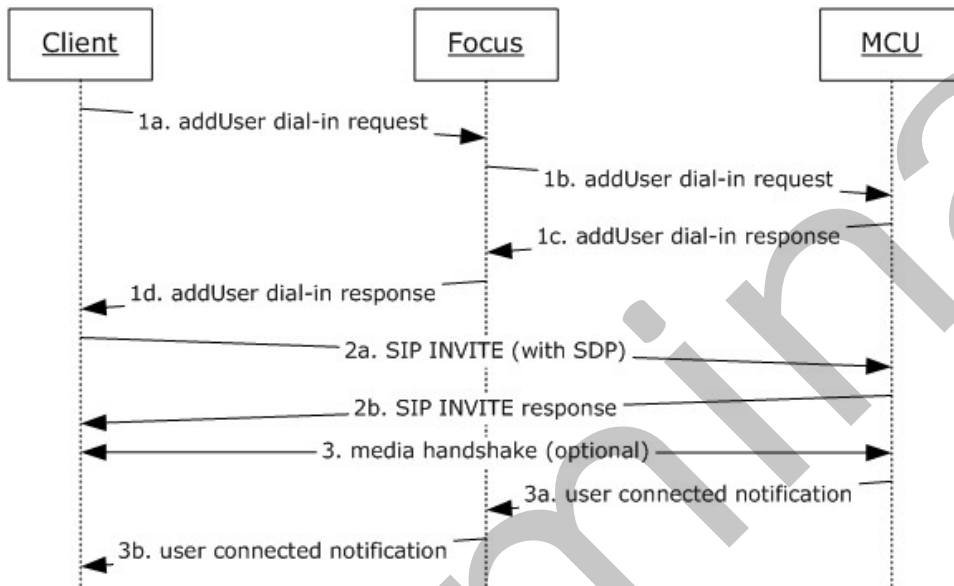 Client
Focus
MCU
1a. addUser dial-in request
1b. addUser dial-in request
1c. addUser dial-in response
1d. addUser dial-in response
2a. SIP INVITE (with SDP)
2b. SIP INVITE response
3. media handshake (optional)
3a. user connected notification
3b. user connected notification
mina